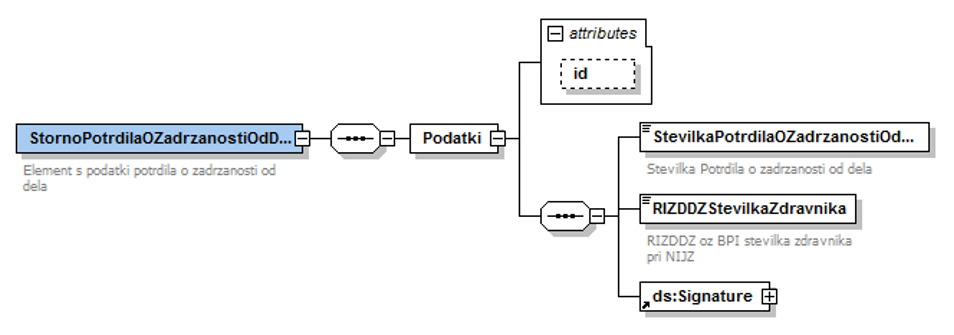 attributes
id
StornoPotrdilaOZadrzanostiOdD...
Podatki
Element s podatki potrdila o zadrzanosti od
dela
StevilkaPotrdilaOZadrzanostiOd...
Stevilka Potrdila o zadrzanosti od dela
RIZDDZStevilkaZdravnika
RIZDDZ oz BPI stevilka zdravnika
pri NIJZ
ds:Signature